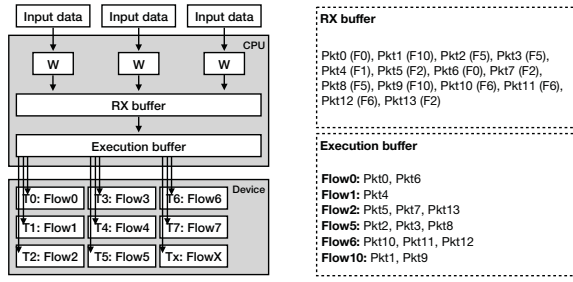 Input data Input data Input data
CPU
W W W
RX buffer
Execution buffer
Device
T0: Flow0 T3: Flow3 T6: Flow6
T1: Flow1 T4: Flow4 T7: Flow7
T2: Flow2 T5: Flow5 Tx: FlowX
RX buffer
Pkt0 (F0), Pkt1 (F10), Pkt2 (F5), Pkt3 (F5),
Pkt4 (F1), Pkt5 (F2), Pkt6 (F0), Pkt7 (F2),
Pkt8 (F5), Pkt9 (F10), Pkt10 (F6), Pkt11 (F6),
Pkt12 (F6), Pkt13 (F2)
Execution buffer
Flow0: Pkt0, Pkt6
Flow1: Pkt4
Flow2: Pkt5, Pkt7, Pkt13
Flow5: Pkt2, Pkt3, Pkt8
Flow6: Pkt10, Pkt11, Pkt12
Flow10: Pkt1, Pkt9